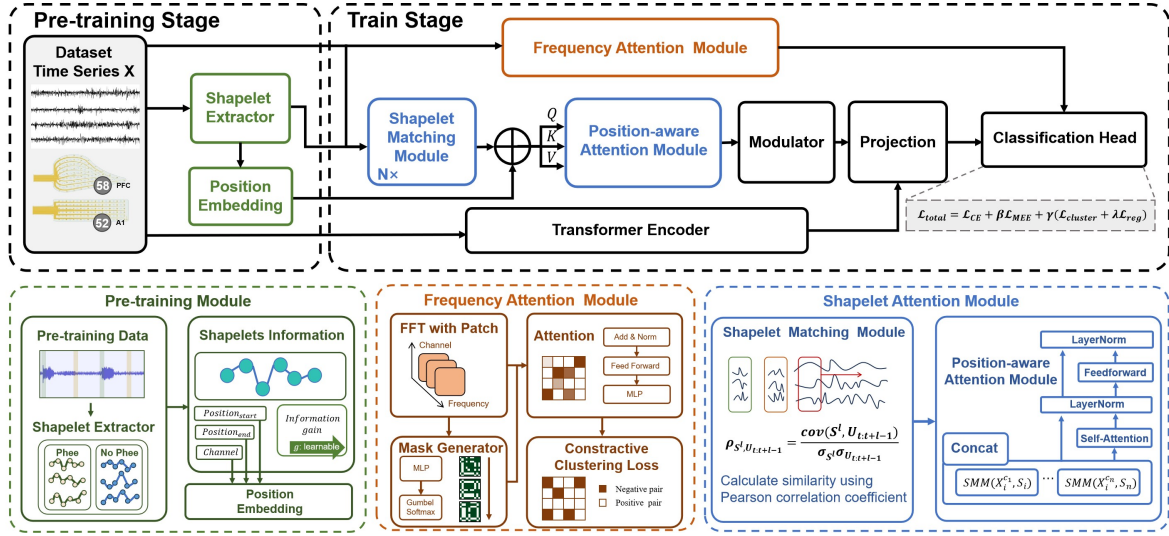 Pre-training Stage
Train Stage
Dataset
Time Series X
58 PFC
52 A1
Shapelet
Extractor
Position
Embedding
Frequency Attention Module
Shapelet
Matching
Module
N×
Q
K
V
Position-aware
Attention Module
Modulator
Projection
Classification Head
Transformer Encoder
ℒ_total = ℒ_CE + βℒ_MEE + γ(ℒ_cluster + λℒ_reg)
Pre-training Module
Pre-training Data
Shapelet Extractor
Phee
No Phee
Shapelets Information
Position_start
Position_end
Channel
Information
gain
g: learnable
Position
Embedding
Frequency Attention Module
FFT with Patch
Channel
Frequency
Mask Generator
MLP
Gumbel
Softmax
Attention
Add & Norm
Feed Forward
MLP
Constractive
Clustering Loss
Negative pair
Positive pair
Shapelet Attention Module
Shapelet Matching Module
ρ_{S^l,U_{t:t+l−1}} = cov(S^l, U_{t:t+l−1}) / σ_{S^l}σ_{U_{t:t+l−1}}
Calculate similarity using
Pearson correlation coefficient
Position-aware
Attention Module
LayerNorm
Feedforward
LayerNorm
Self-Attention
Concat
SMM(X_i^{c_1}, S_i) ⋯ SMM(X_i^{c_n}, S_n)